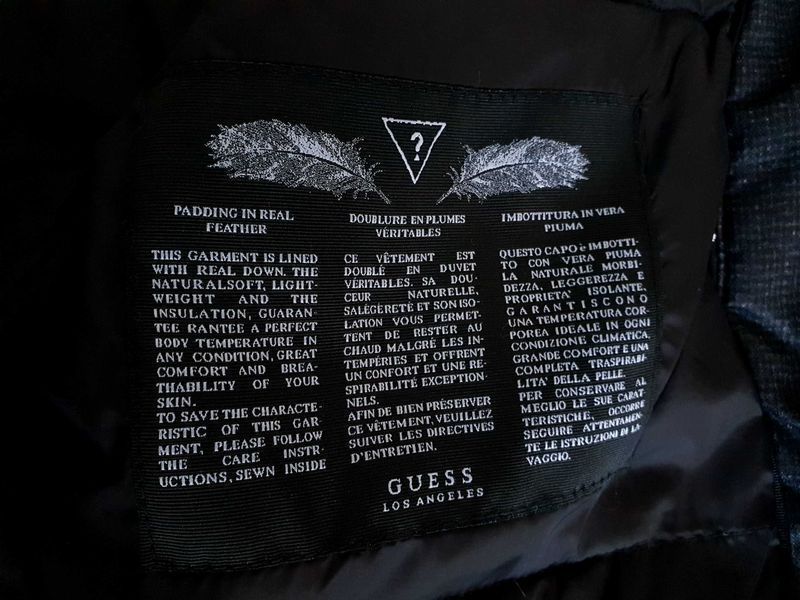 ?
PADDING IN REAL
FEATHER
THIS GARMENT IS LINED
WITH REAL DOWN. THE
NATURALSOFT, LIGHT-
WEIGHT AND THE
INSULATION, GUARAN-
TEE RANTEE A PERFECT
BODY TEMPERATURE IN
ANY CONDITION, GREAT
COMFORT AND BREA-
THABILITY OF YOUR
SKIN.
TO SAVE THE CHARACTE-
RISTIC OF THIS GAR-
MENT, PLEASE FOLLOW
THE CARE INSTR-
UCTIONS, SEWN INSIDE
DOUBLURE EN PLUMES
VÉRITABLES
CE VÊTEMENT EST
DOUBLÉ EN DUVET
VÉRITABLES. SA DOU-
CEUR NATURELLE,
SALÉGÈRETÉ ET SON ISO-
LATION VOUS PERMET-
TENT DE RESTER AU
CHAUD MALGRÉ LES IN-
TEMPÉRIES ET OFFRENT
UN CONFORT ET UNE RE-
SPIRABILITÉ EXCEPTION-
NELS.
AFIN DE BIEN PRÉSERVER
CE VÊTEMENT, VEUILLEZ
SUIVER LES DIRECTIVES
D'ENTRETIEN.
IMBOTTITURA IN VERA
PIUMA
QUESTO CAPO è IMBOTTI-
TO CON VERA PIUMA
LA NATURALE MORBI-
DEZZA, LEGGEREZZA E
PROPRIETA' ISOLANTE,
GARANTISCONO
UNA TEMPERATURA COR-
POREA IDEALE IN OGNI
CONDIZIONE CLIMATICA,
GRANDE COMFORT E UNA
COMPLETA TRASPIRABI-
LITA' DELLA PELLE.
PER CONSERVARE AL
MEGLIO LE SUE CARAT
TERISTICHE, OCCORRE
SEGUIRE ATTENTAMEN-
TE LE ISTRUZIONI DI LA-
VAGGIO.
GUESS
LOS ANGELES